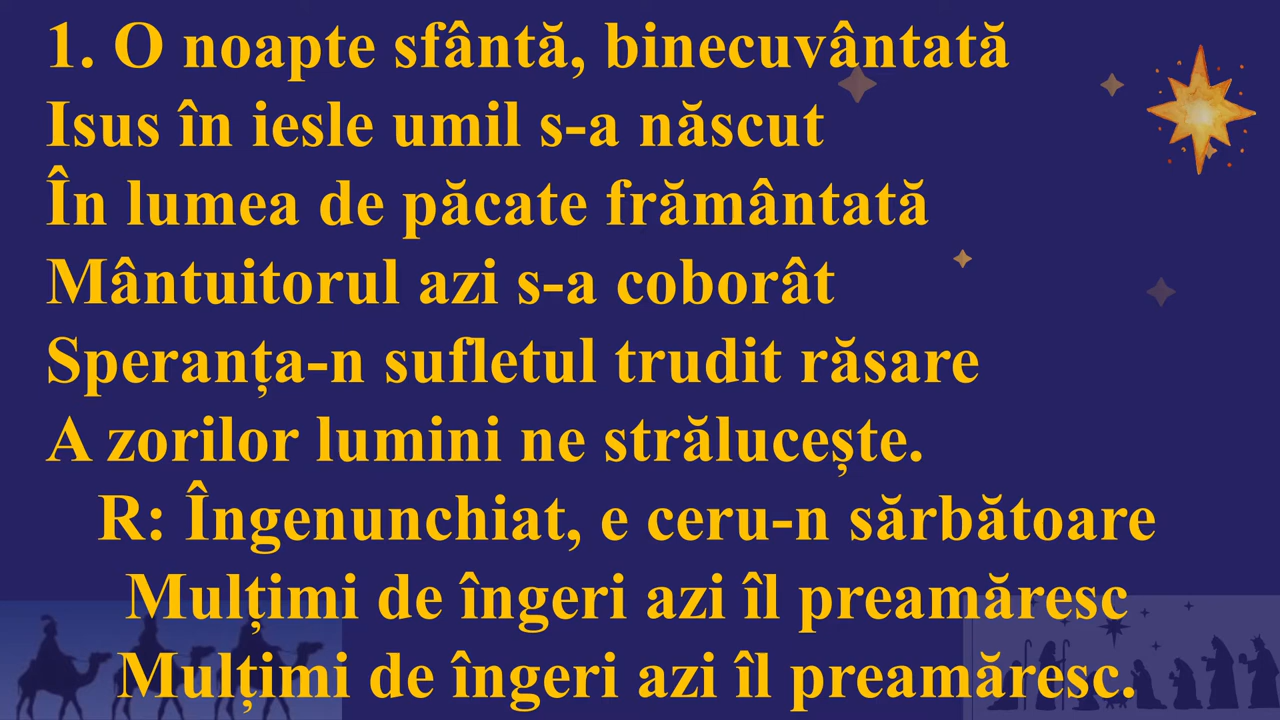 1. O noapte sfântă, binecuvântată
Isus în iesle umil s-a născut
În lumea de păcate frământată
Mântuitorul azi s-a coborât
Speranța-n sufletul trudit răsare
A zorilor lumini ne strălucește.
R: Îngenunchiat, e ceru-n sărbătoare
Mulțimi de îngeri azi îl preamăresc
Mulțimi de îngeri azi îl preamăresc.